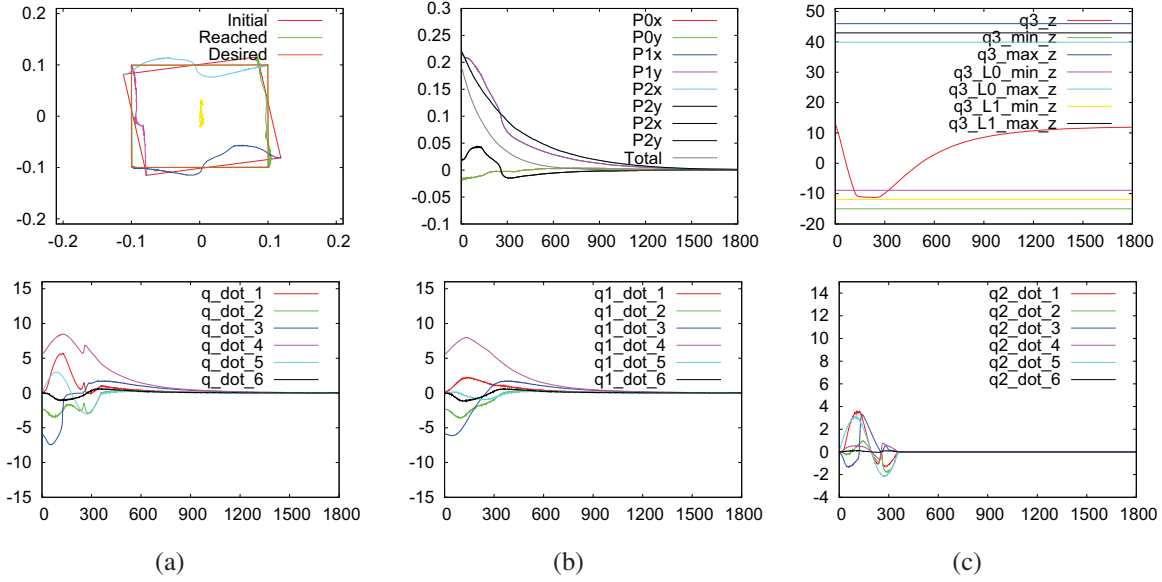 Initial
Reached
Desired
0.2
0.1
0
-0.1
-0.2
-0.2 -0.1 0 0.1 0.2
P0x
P0y
P1x
P1y
P2x
P2y
P2x
P2y
Total
0.3
0.25
0.2
0.15
0.1
0.05
0
-0.05
-0.1
0 300 600 900 1200 1500 1800
q3_z
q3_min_z
q3_max_z
q3_L0_min_z
q3_L0_max_z
q3_L1_min_z
q3_L1_max_z
50
40
30
20
10
0
-10
-20
0 300 600 900 1200 1500 1800
q_dot_1
q_dot_2
q_dot_3
q_dot_4
q_dot_5
q_dot_6
15
10
5
0
-5
-10
-15
0 300 600 900 1200 1500 1800
q1_dot_1
q1_dot_2
q1_dot_3
q1_dot_4
q1_dot_5
q1_dot_6
15
10
5
0
-5
-10
-15
0 300 600 900 1200 1500 1800
q2_dot_1
q2_dot_2
q2_dot_3
q2_dot_4
q2_dot_5
q2_dot_6
14
12
10
8
6
4
2
0
-2
-4
0 300 600 900 1200 1500 1800
(a) (b) (c)